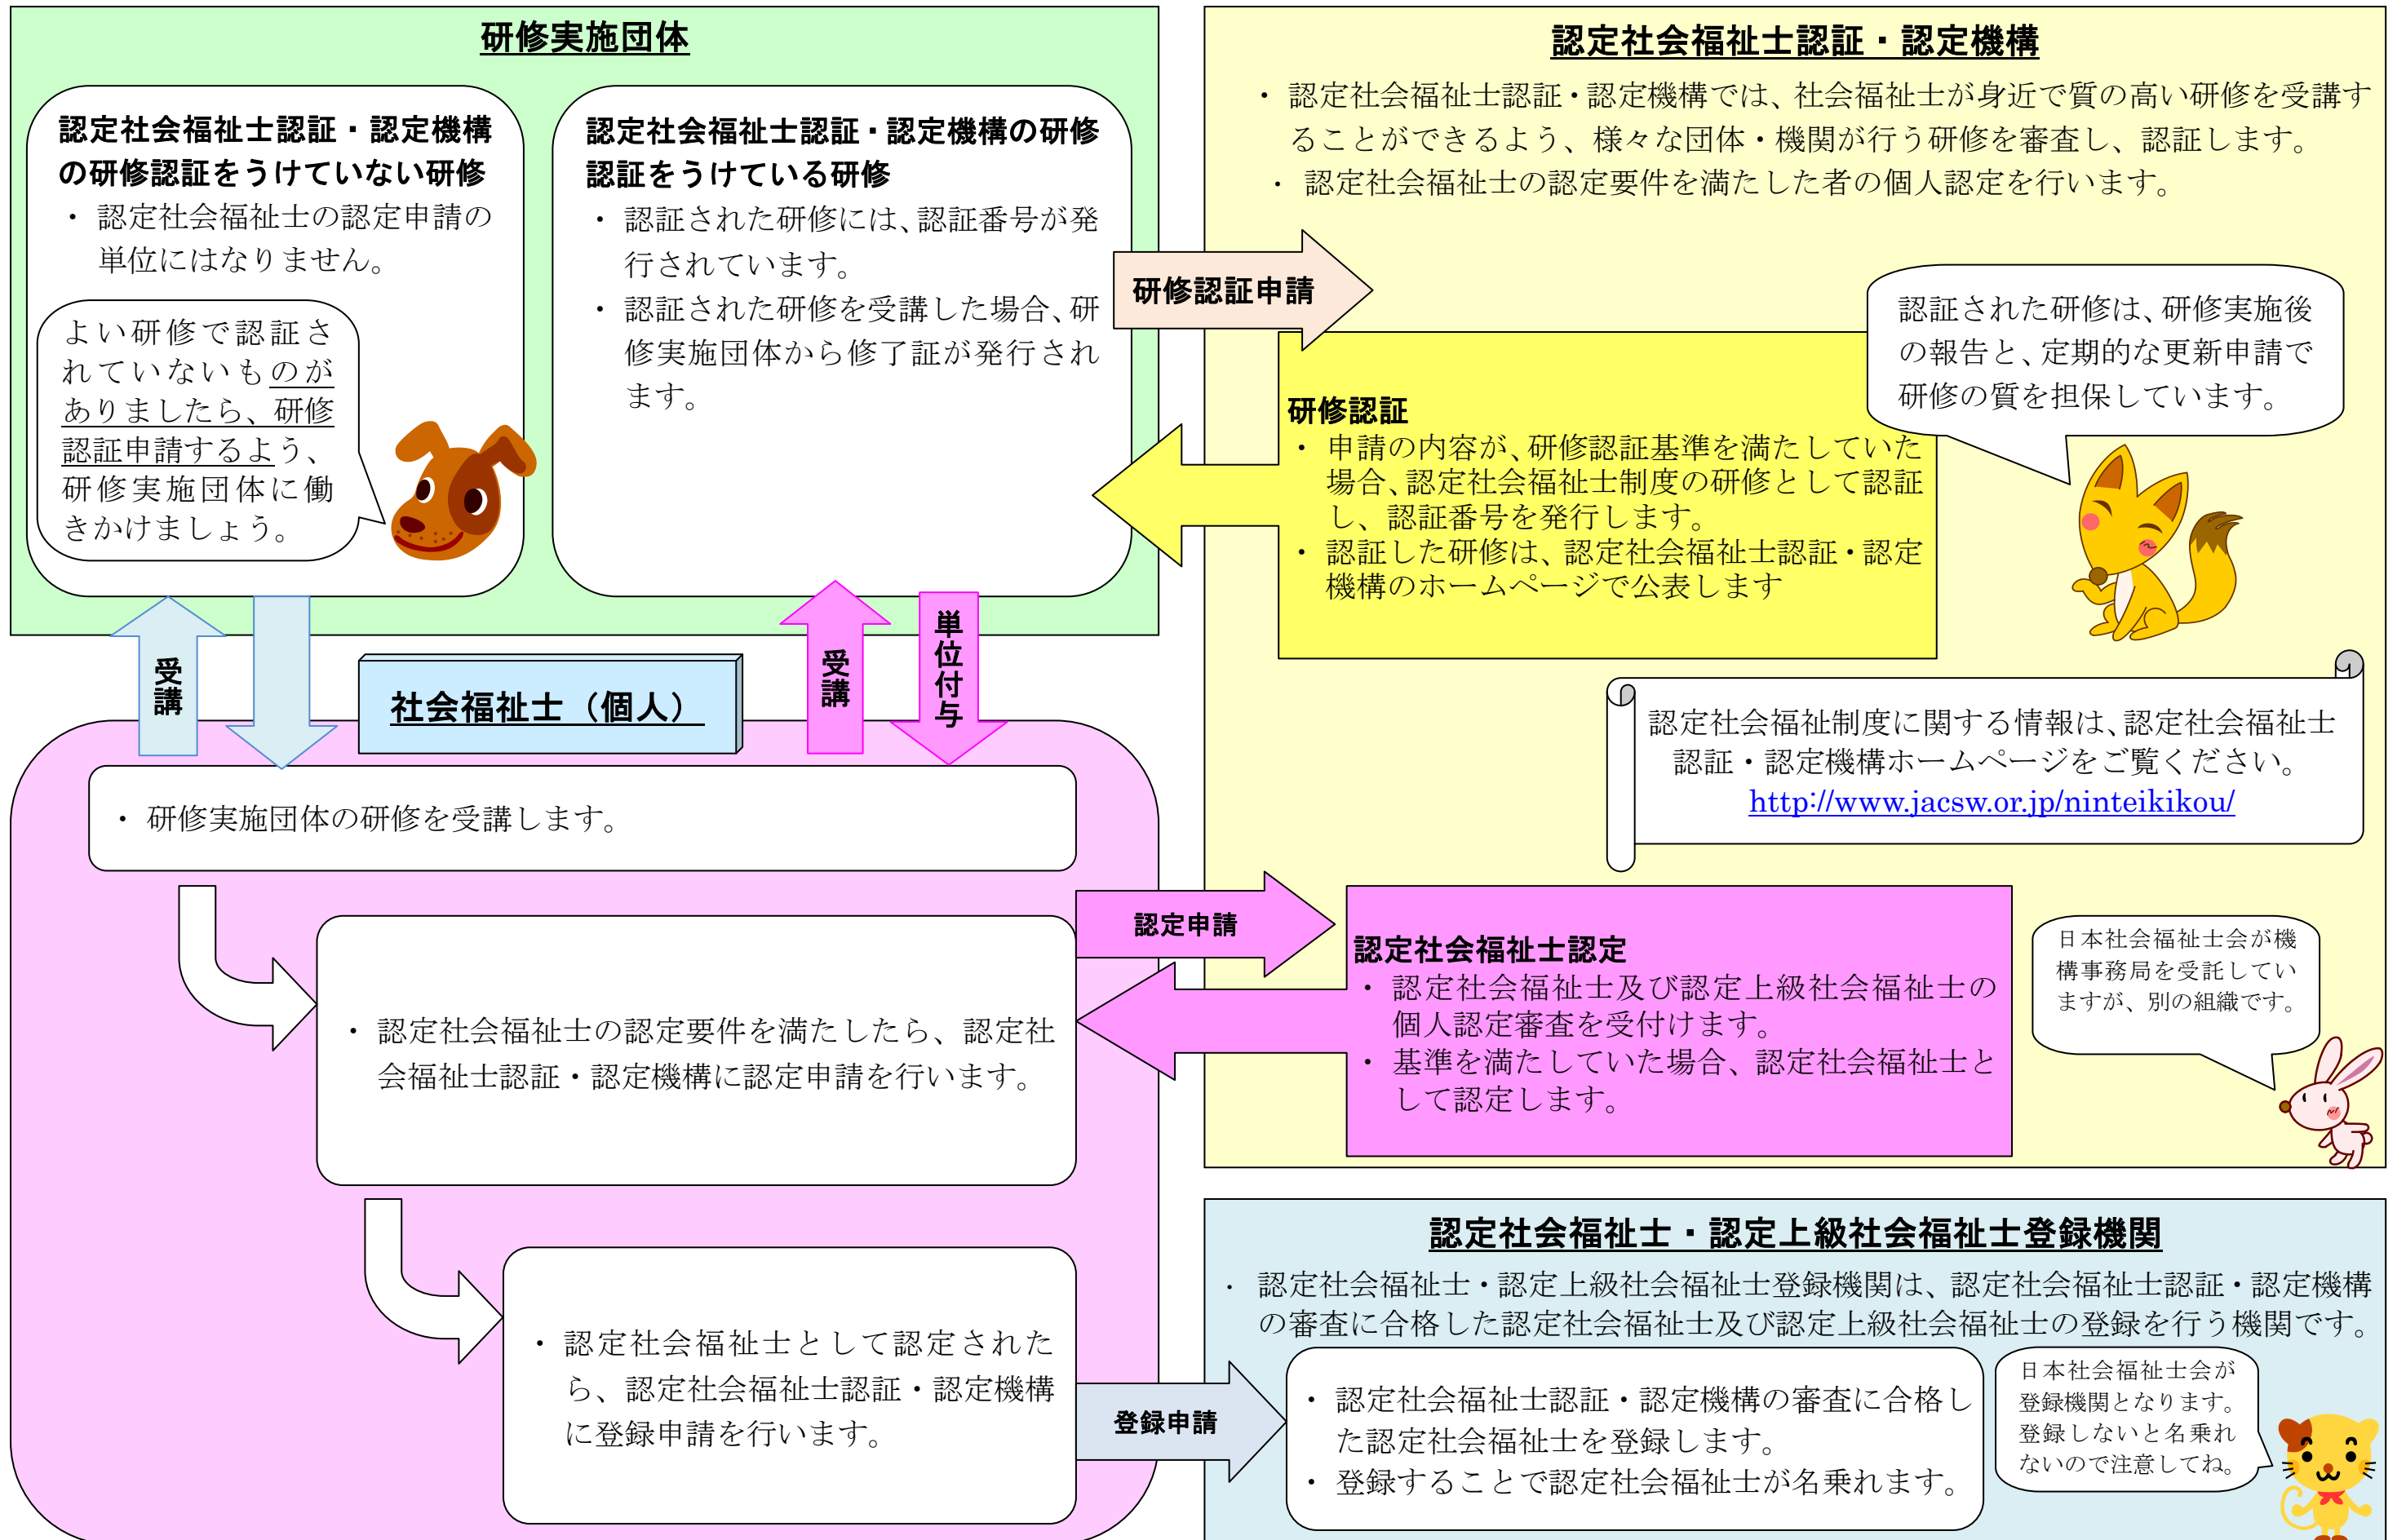 研修実施団体
認定社会福祉士認証・認定機構
の研修認証をうけていない研修
・ 認定社会福祉士の認定申請の
単位にはなりません。
よい研修で認証さ
れていないものが
ありましたら、研修
認証申請するよう、
研修実施団体に働
きかけましょう。
認定社会福祉士認証・認定機構の研修
認証をうけている研修
・ 認証された研修には、認証番号が発
行されています。
・ 認証された研修を受講した場合、研
修実施団体から修了証が発行され
ます。
研修認証申請
認定社会福祉士認証・認定機構
・ 認定社会福祉士認証・認定機構では、社会福祉士が身近で質の高い研修を受講す
ることができるよう、様々な団体・機関が行う研修を審査し、認証します。
・ 認定社会福祉士の認定要件を満たした者の個人認定を行います。
認証された研修は、研修実施後
の報告と、定期的な更新申請で
研修の質を担保しています。
研修認証
・ 申請の内容が、研修認証基準を満たしていた
場合、認定社会福祉士制度の研修として認証
し、認証番号を発行します。
・ 認証した研修は、認定社会福祉士認証・認定
機構のホームページで公表します
認定社会福祉制度に関する情報は、認定社会福祉士
認証・認定機構ホームページをご覧ください。
http://www.jacsw.or.jp/ninteikikou/
受講
社会福祉士（個人）
受講
単位付与
・ 研修実施団体の研修を受講します。
・ 認定社会福祉士の認定要件を満たしたら、認定社
会福祉士認証・認定機構に認定申請を行います。
認定申請
認定社会福祉士認定
・ 認定社会福祉士及び認定上級社会福祉士の
個人認定審査を受付けます。
・ 基準を満たしていた場合、認定社会福祉士と
して認定します。
日本社会福祉士会が機
構事務局を受託してい
ますが、別の組織です。
・ 認定社会福祉士として認定された
ら、認定社会福祉士認証・認定機構
に登録申請を行います。
登録申請
認定社会福祉士・認定上級社会福祉士登録機関
・ 認定社会福祉士・認定上級社会福祉士登録機関は、認定社会福祉士認証・認定機構
の審査に合格した認定社会福祉士及び認定上級社会福祉士の登録を行う機関です。
・ 認定社会福祉士認証・認定機構の審査に合格し
た認定社会福祉士を登録します。
・ 登録することで認定社会福祉士が名乗れます。
日本社会福祉士会が
登録機関となります。
登録しないと名乗れ
ないので注意してね。